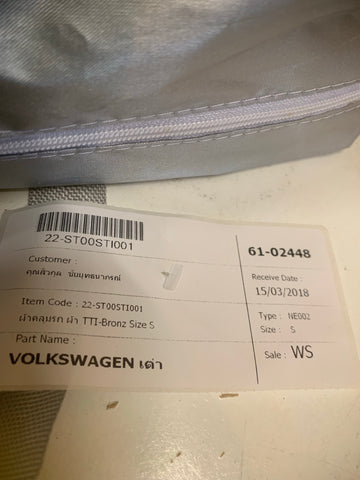 22-ST00STI001
61-02448
Customer :
Receive Date :
15/03/2018
Item Code : 22-ST00STI001
ผ้าคลุมรถ ผ้า TTI-Bronz Size S
Type : NE002
Size : S
Part Name :
VOLKSWAGEN เต่า
Sale : WS